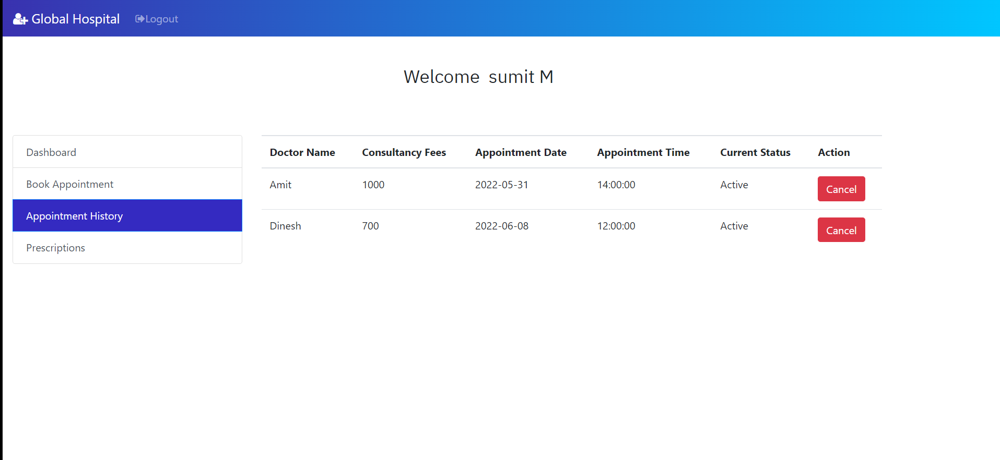 Global Hospital Logout
Welcome sumit M
Dashboard
Book Appointment
Appointment History
Prescriptions
Doctor Name Consultancy Fees Appointment Date Appointment Time Current Status Action
Amit 1000 2022-05-31 14:00:00 Active Cancel
Dinesh 700 2022-06-08 12:00:00 Active Cancel